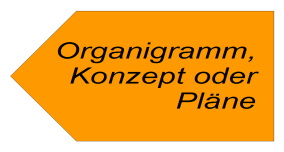 Organigramm,
Konzept oder
Pläne